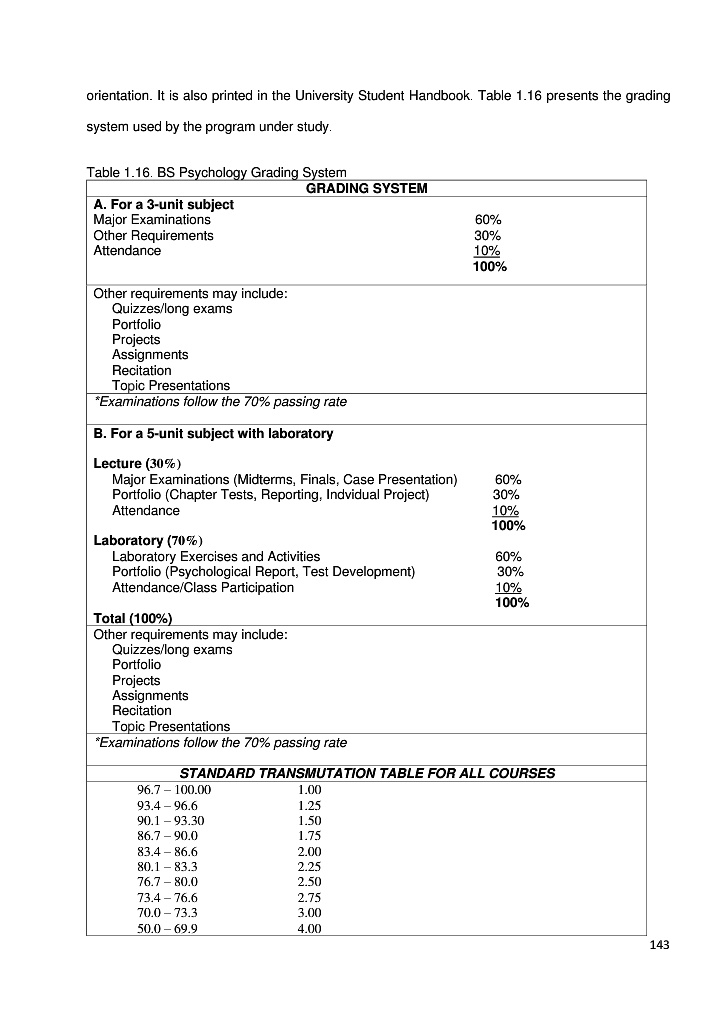 orientation. It is also printed in the University Student Handbook. Table 1.16 presents the grading
system used by the program under study.
Table 1.16. BS Psychology Grading System
GRADING SYSTEM
A. For a 3-unit subject
Major Examinations 60%
Other Requirements 30%
Attendance 10%
100%
Other requirements may include:
Quizzes/long exams
Portfolio
Projects
Assignments
Recitation
Topic Presentations
*Examinations follow the 70% passing rate
B. For a 5-unit subject with laboratory
Lecture (30%)
Major Examinations (Midterms, Finals, Case Presentation) 60%
Portfolio (Chapter Tests, Reporting, Indvidual Project) 30%
Attendance 10%
100%
Laboratory (70%)
Laboratory Exercises and Activities 60%
Portfolio (Psychological Report, Test Development) 30%
Attendance/Class Participation 10%
100%
Total (100%)
Other requirements may include:
Quizzes/long exams
Portfolio
Projects
Assignments
Recitation
Topic Presentations
*Examinations follow the 70% passing rate
STANDARD TRANSMUTATION TABLE FOR ALL COURSES
96.7 – 100.00 1.00
93.4 – 96.6 1.25
90.1 – 93.30 1.50
86.7 – 90.0 1.75
83.4 – 86.6 2.00
80.1 – 83.3 2.25
76.7 – 80.0 2.50
73.4 – 76.6 2.75
70.0 – 73.3 3.00
50.0 – 69.9 4.00
143